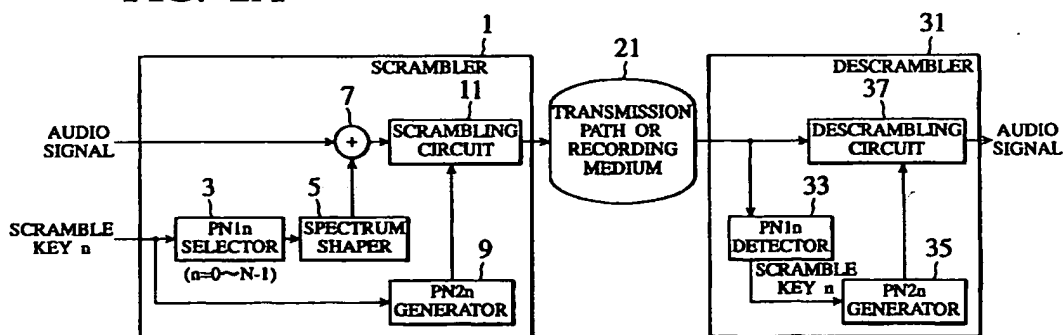 1
SCRAMBLER
31
DESCRAMBLER
21
7
11
37
AUDIO
SIGNAL
+
SCRAMBLING
CIRCUIT
TRANSMISSION
PATH OR
RECORDING
MEDIUM
DESCRAMBLING
CIRCUIT
AUDIO
SIGNAL
3
5
33
SCRAMBLE
KEY n
PN1n
SELECTOR
(n=0~N-1)
SPECTRUM
SHAPER
PN1n
DETECTOR
SCRAMBLE
KEY n
9
PN2n
GENERATOR
35
PN2n
GENERATOR